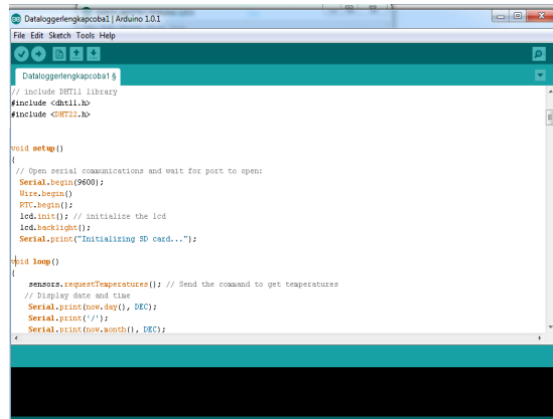 Dataloggerlengkapcoba1 | Arduino 1.0.1
File Edit Sketch Tools Help
Dataloggerlengkapcoba1 §
// include DHT11 library
#include <dht11.h>
#include <DHT22.h>
void setup()
{
// Open serial communications and wait for port to open:
Serial.begin(9600);
Wire.begin()
RTC.begin();
lcd.init(); // initialize the lcd
lcd.backlight();
Serial.print("Initializing SD card...");
void loop()
{
sensors.requestTemperatures(); // Send the command to get temperatures
// Display date and time
Serial.print(now.day(), DEC);
Serial.print('/');
Serial.print(now.month(), DEC);